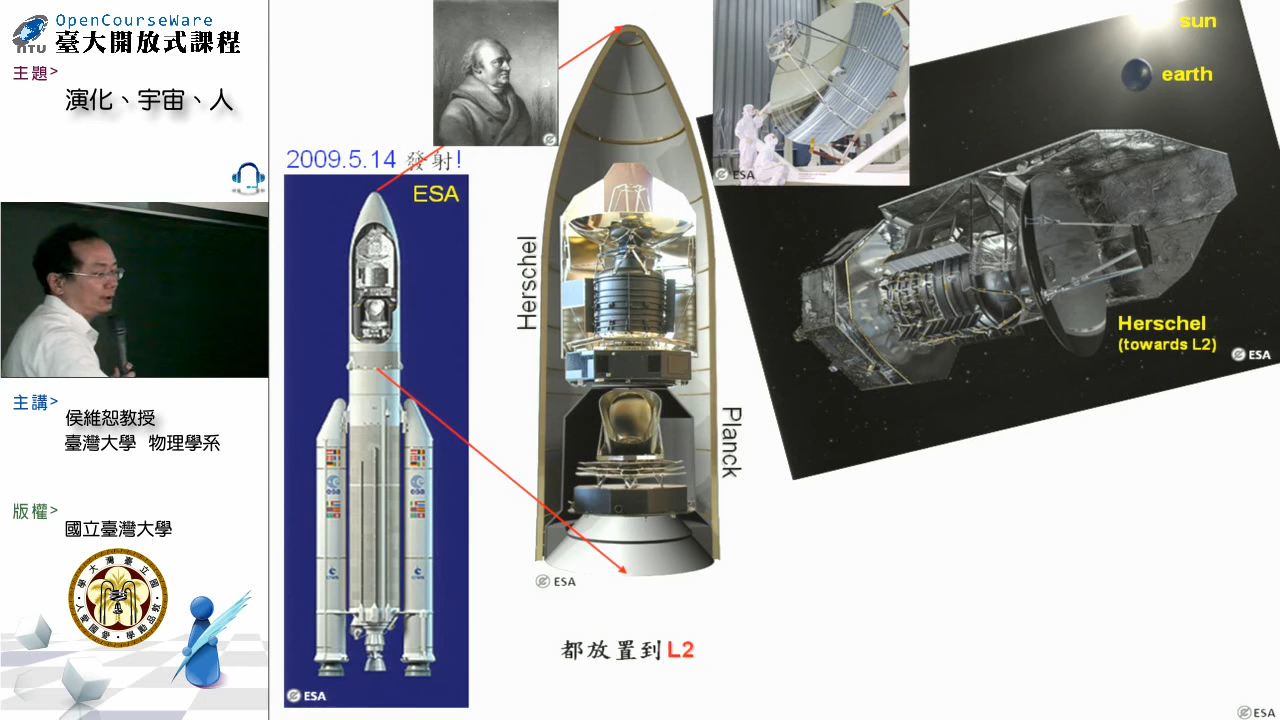 OpenCourseWare
NTU 臺大開放式課程
主題>
演化、宇宙、人
主講>
侯維恕教授
臺灣大學 物理學系
版權>
國立臺灣大學
2009.5.14 發射!
ESA
ESA
Herschel
Planck
ESA
都放置到L2
ESA
sun
earth
Herschel
(towards L2)
ESA
ESA